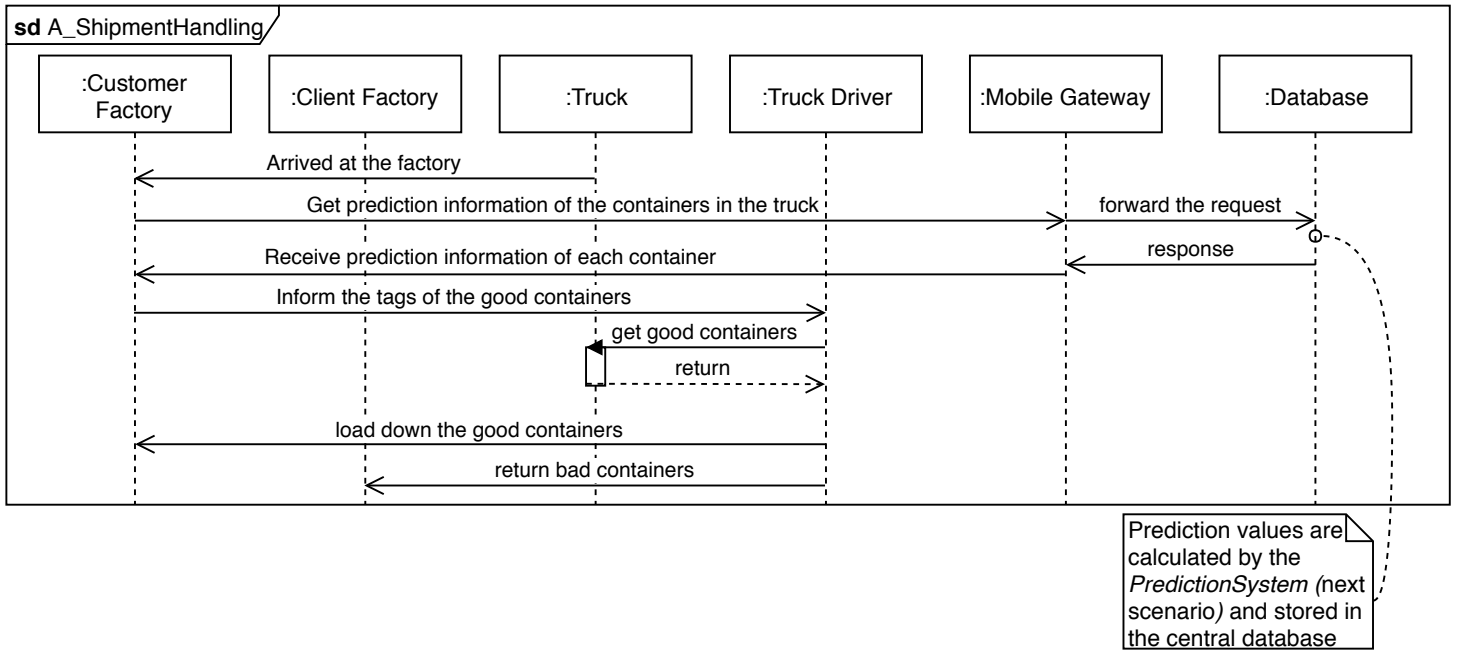 sd A_ShipmentHandling
:Customer
Factory
:Client Factory
:Truck
:Truck Driver
:Mobile Gateway
:Database
Arrived at the factory
Get prediction information of the containers in the truck
forward the request
response
Receive prediction information of each container
Inform the tags of the good containers
get good containers
return
load down the good containers
return bad containers
Prediction values are
calculated by the
PredictionSystem (next
scenario) and stored in
the central database